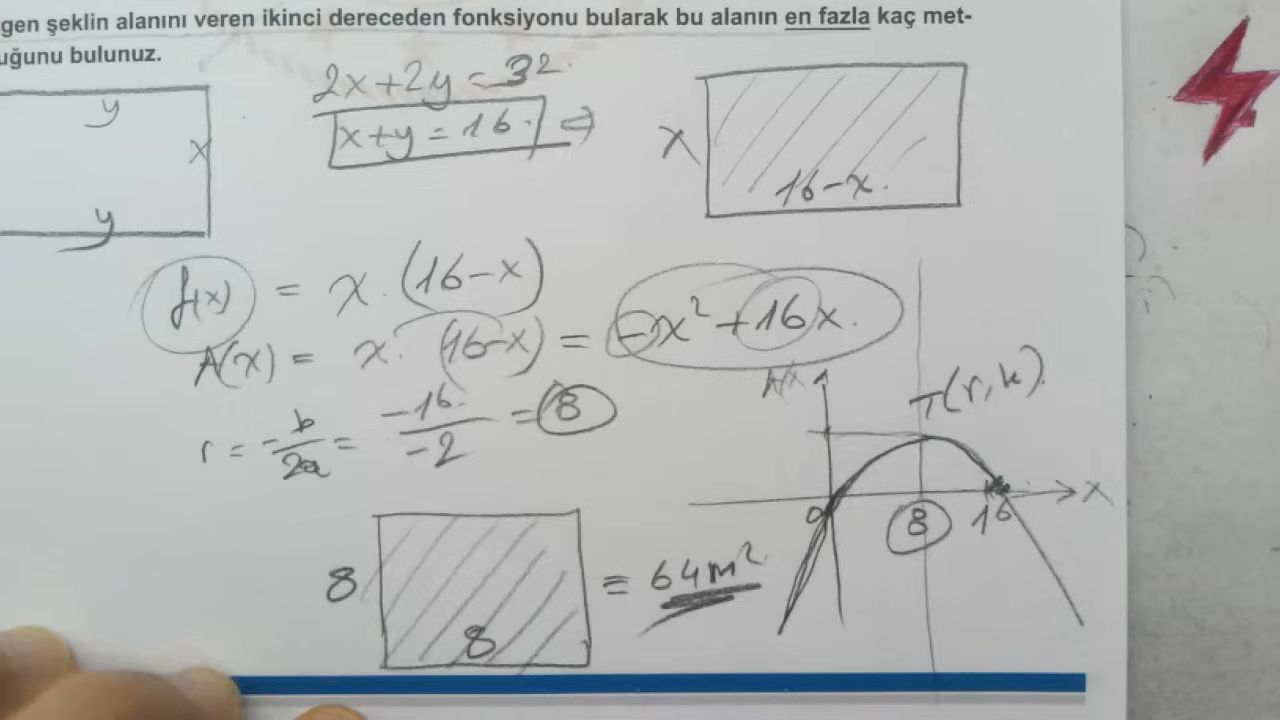 gen şeklin alanını veren ikinci dereceden fonksiyonu bularak bu alanın en fazla kaç met-
uğunu bulunuz.
y
x
y
2x+2y=32
x+y=16 ⇒
x
16-x
f(x) = x.(16-x)
A(x) = x.(16-x) = -x²+16x
r = -b/2a = -16/-2 = 8
A(x)
T(r,k)
x
0
8
16
8
8
= 64m²